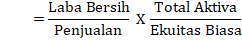 = Laba Bersih / Penjualan X Total Aktiva / Ekuitas Biasa